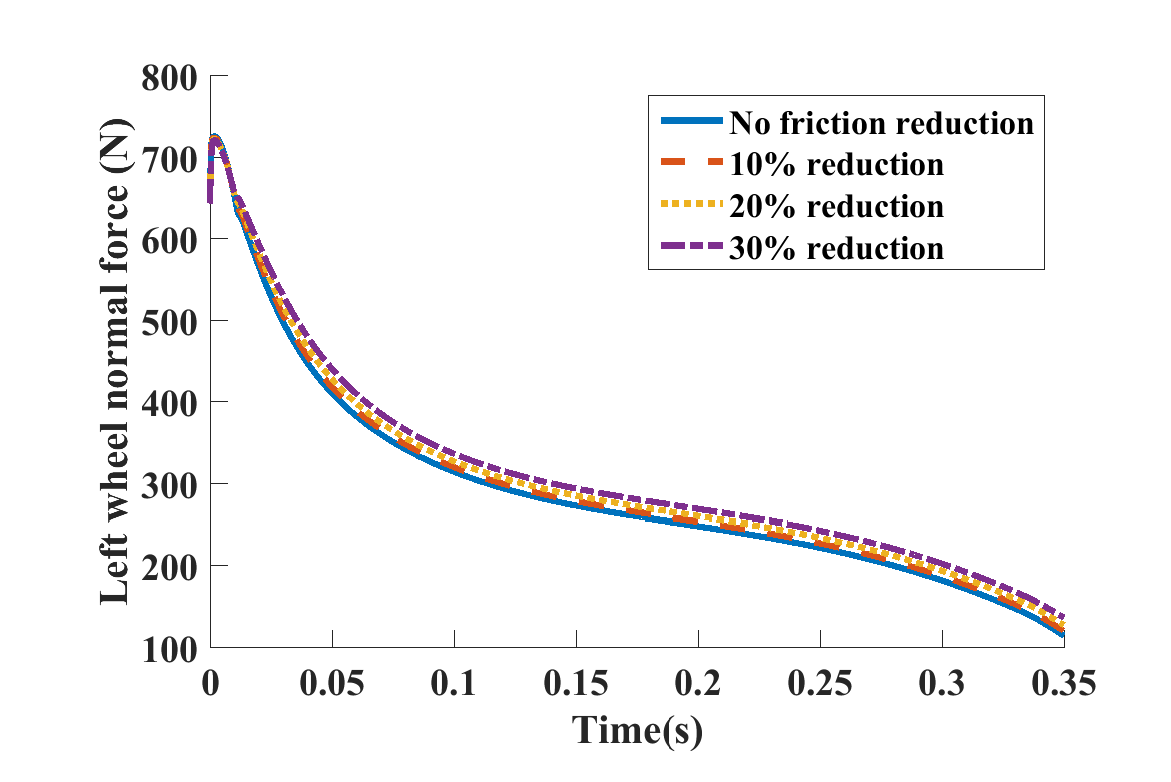 Left wheel normal force (N)
800
700
600
500
400
300
200
100
No friction reduction
10% reduction
20% reduction
30% reduction
0 0.05 0.1 0.15 0.2 0.25 0.3 0.35
Time(s)